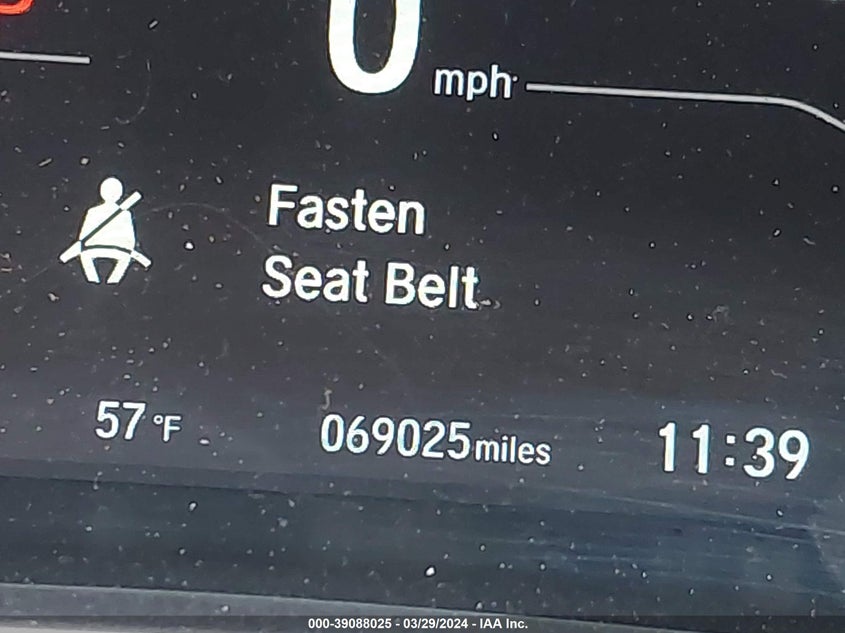 0 mph
Fasten
Seat Belt
57 °F 069025 miles 11:39
000-39088025 - 03/29/2024 - IAA Inc.